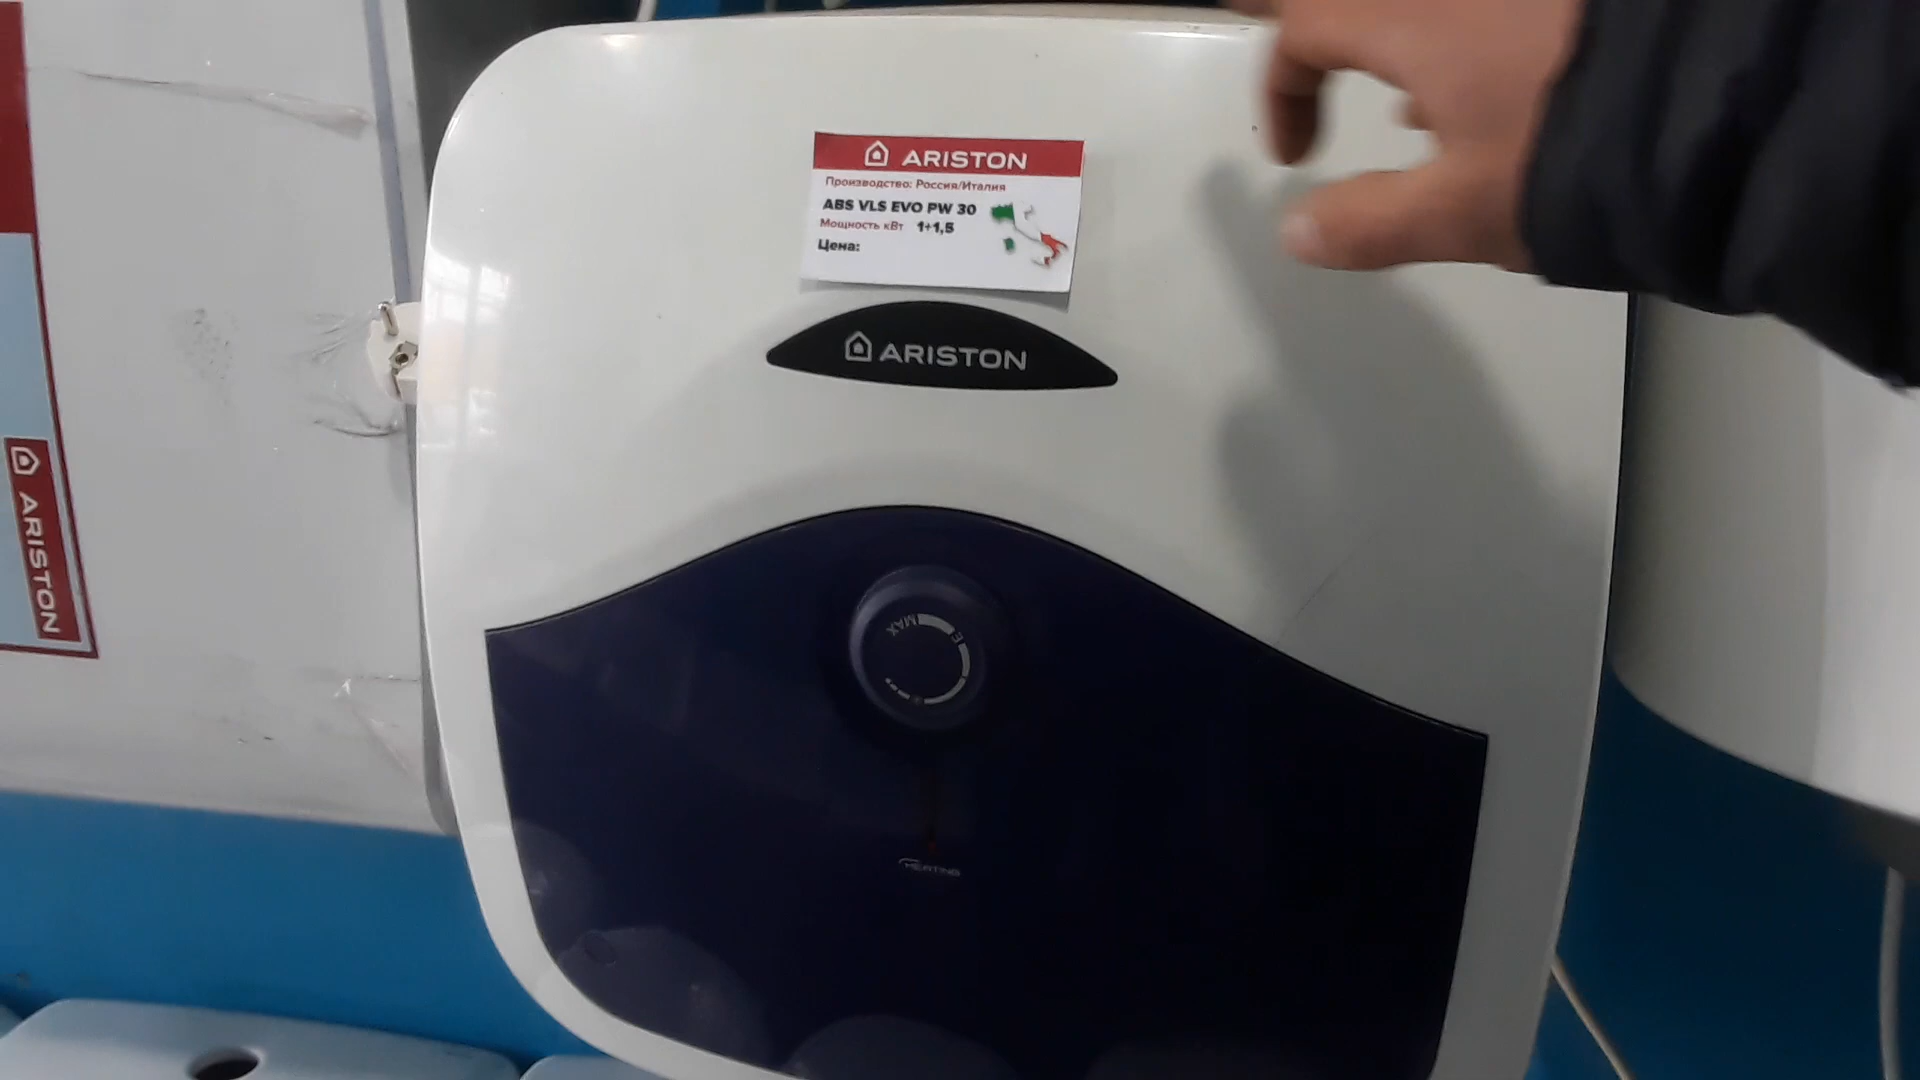 ARISTON
Производство: Россия/Италия
ABS VLS EVO PW 30
Мощность кВт 1+1,5
Цена:
ARISTON
MAX
E
HEATING
ARISTON